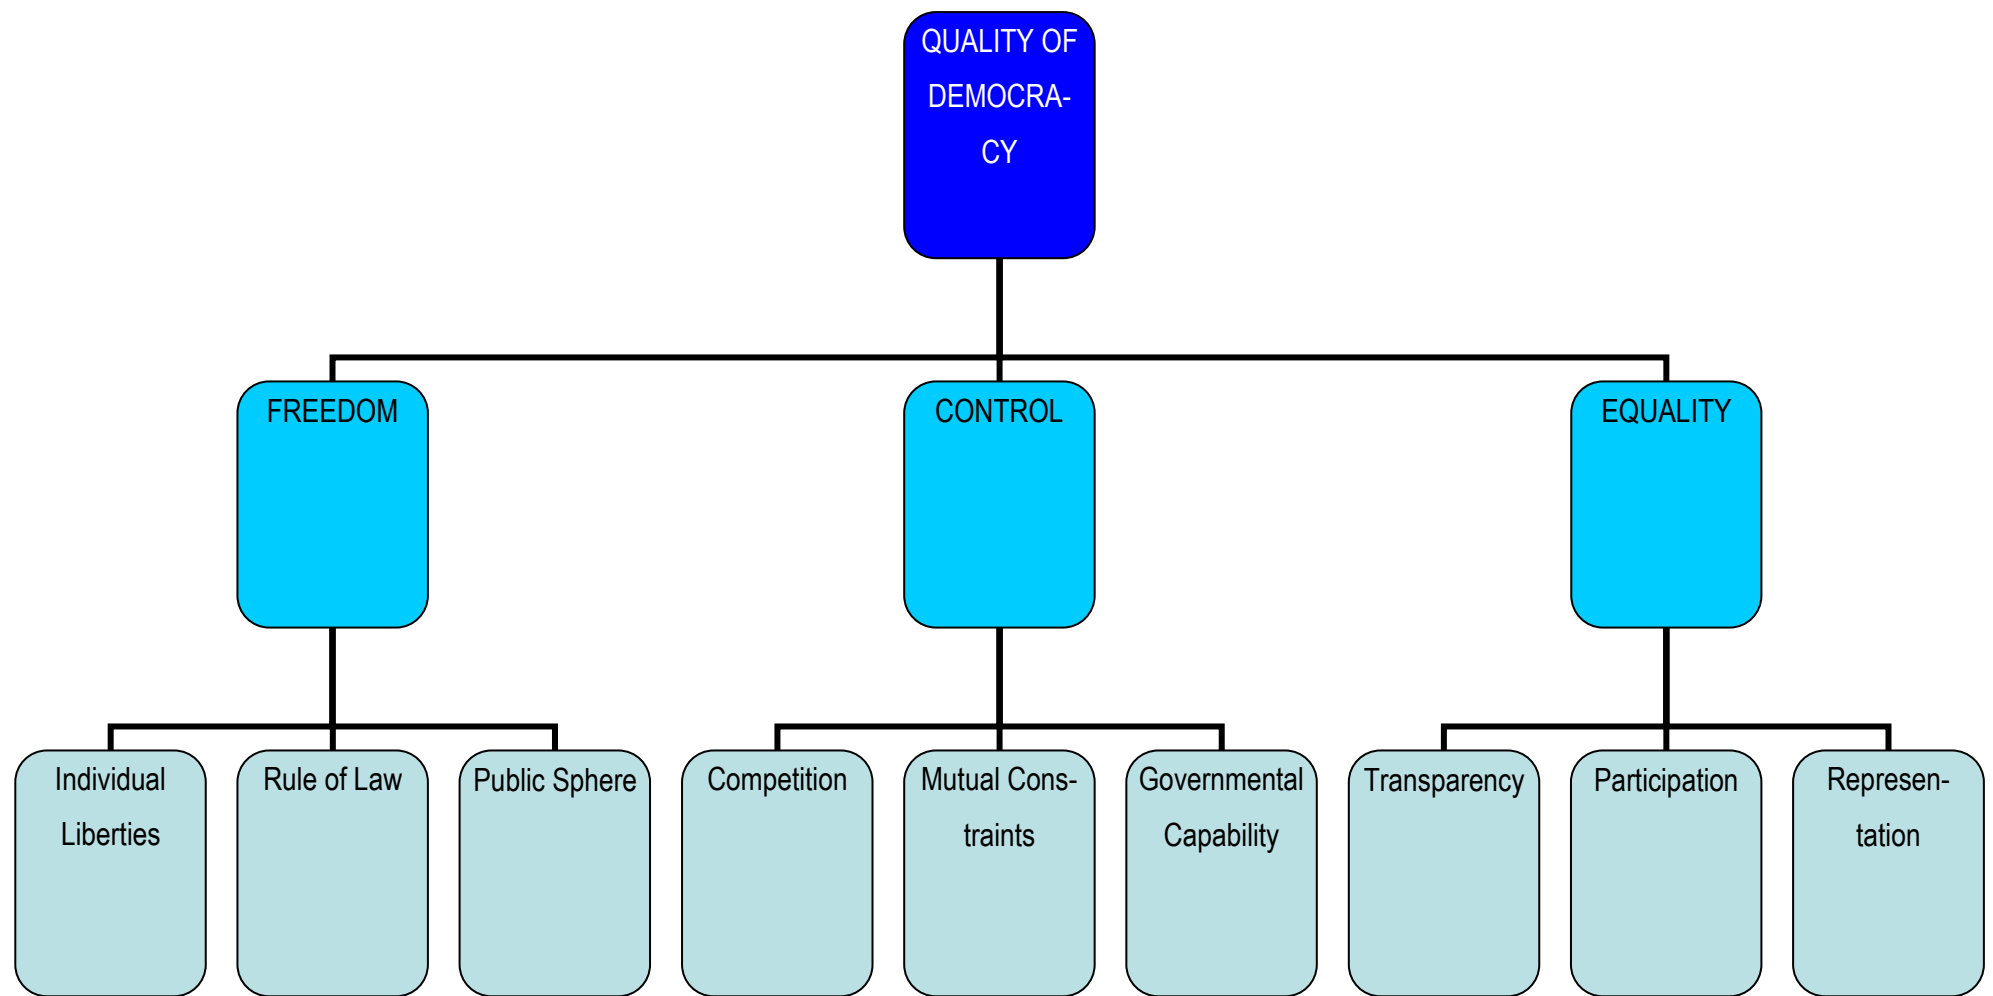 QUALITY OF
DEMOCRA-
CY
FREEDOM
CONTROL
EQUALITY
Individual
Liberties
Rule of Law
Public Sphere
Competition
Mutual Cons-
traints
Governmental
Capability
Transparency
Participation
Represen-
tation